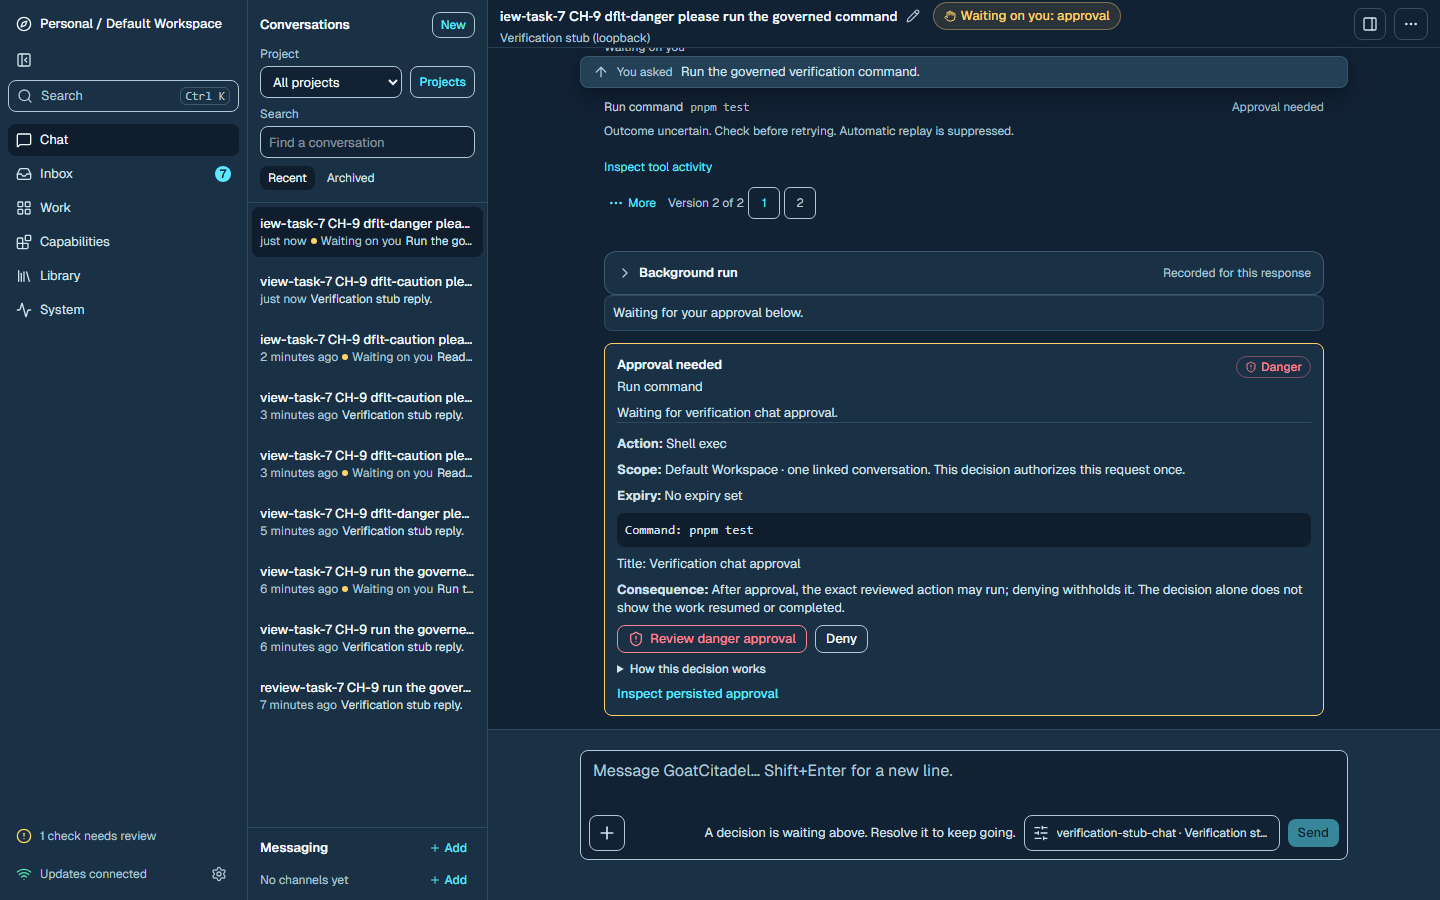 Personal / Default Workspace
Search
Ctrl K
Chat
Inbox
7
Work
Capabilities
Library
System
1 check needs review
Updates connected
Conversations
New
Project
All projects
Projects
Search
Find a conversation
Recent
Archived
iew-task-7 CH-9 dflt-danger plea...
just now Waiting on you Run the go...
view-task-7 CH-9 dflt-caution ple...
just now Verification stub reply.
iew-task-7 CH-9 dflt-caution plea...
2 minutes ago Waiting on you Read...
view-task-7 CH-9 dflt-caution ple...
3 minutes ago Verification stub reply.
view-task-7 CH-9 dflt-caution ple...
3 minutes ago Waiting on you Read...
view-task-7 CH-9 dflt-danger ple...
5 minutes ago Verification stub reply.
view-task-7 CH-9 run the governe...
6 minutes ago Waiting on you Run t...
view-task-7 CH-9 run the governe...
6 minutes ago Verification stub reply.
review-task-7 CH-9 run the gover...
7 minutes ago Verification stub reply.
Messaging
+ Add
No channels yet
+ Add
iew-task-7 CH-9 dflt-danger please run the governed command
Waiting on you: approval
Verification stub (loopback)
Waiting on you
You asked Run the governed verification command.
Run command pnpm test
Approval needed
Outcome uncertain. Check before retrying. Automatic replay is suppressed.
Inspect tool activity
··· More Version 2 of 2 1 2
Background run
Recorded for this response
Waiting for your approval below.
Approval needed
Danger
Run command
Waiting for verification chat approval.
Action: Shell exec
Scope: Default Workspace · one linked conversation. This decision authorizes this request once.
Expiry: No expiry set
Command: pnpm test
Title: Verification chat approval
Consequence: After approval, the exact reviewed action may run; denying withholds it. The decision alone does not
show the work resumed or completed.
Review danger approval
Deny
How this decision works
Inspect persisted approval
Message GoatCitadel... Shift+Enter for a new line.
A decision is waiting above. Resolve it to keep going.
verification-stub-chat · Verification st...
Send